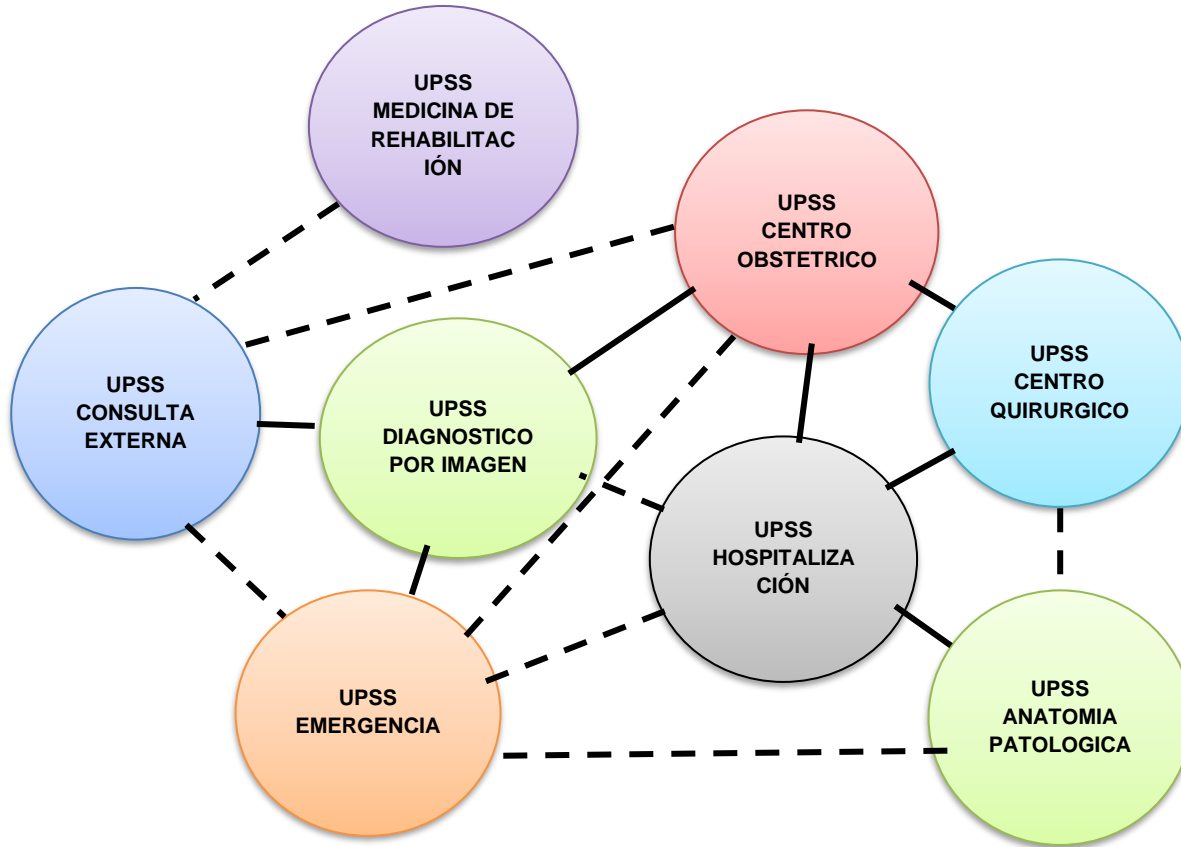 UPSS
MEDICINA DE
REHABILITAC
IÓN
UPSS
CENTRO
OBSTETRICO
UPSS
CENTRO
QUIRURGICO
UPSS
CONSULTA
EXTERNA
UPSS
DIAGNOSTICO
POR IMAGEN
UPSS
HOSPITALIZA
CIÓN
UPSS
EMERGENCIA
UPSS
ANATOMIA
PATOLOGICA